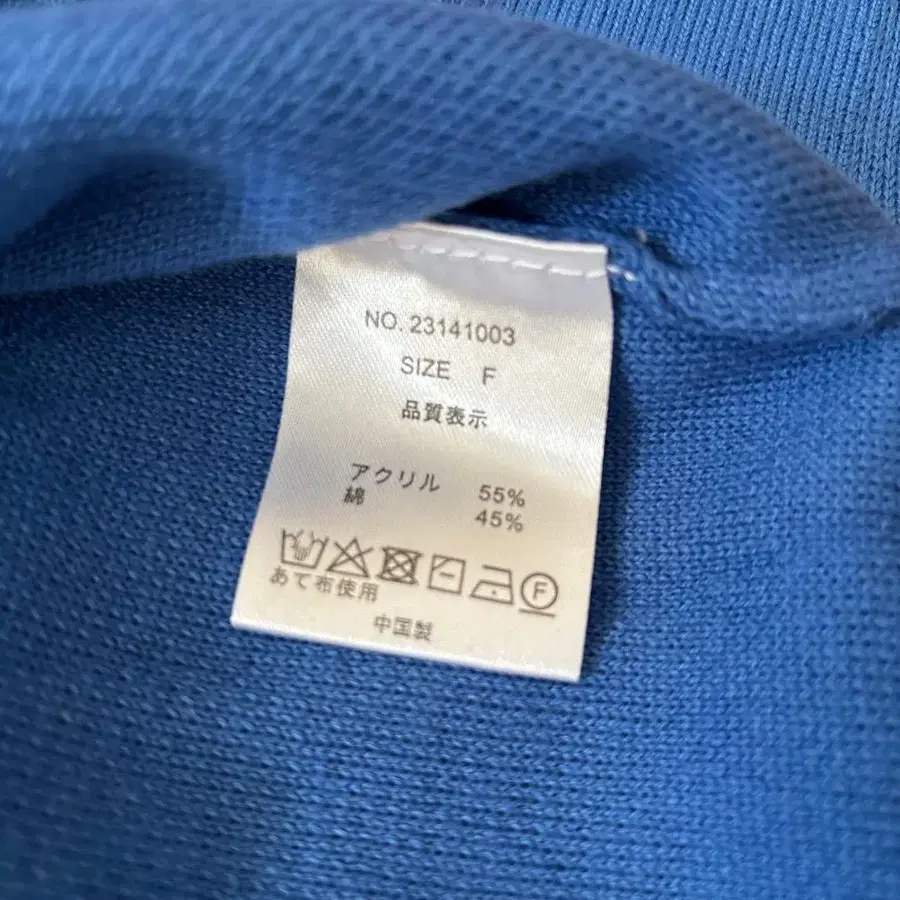 NO. 23141003
SIZE F
品質表示
アクリル 55%
綿 45%
F
あて布使用
中国製